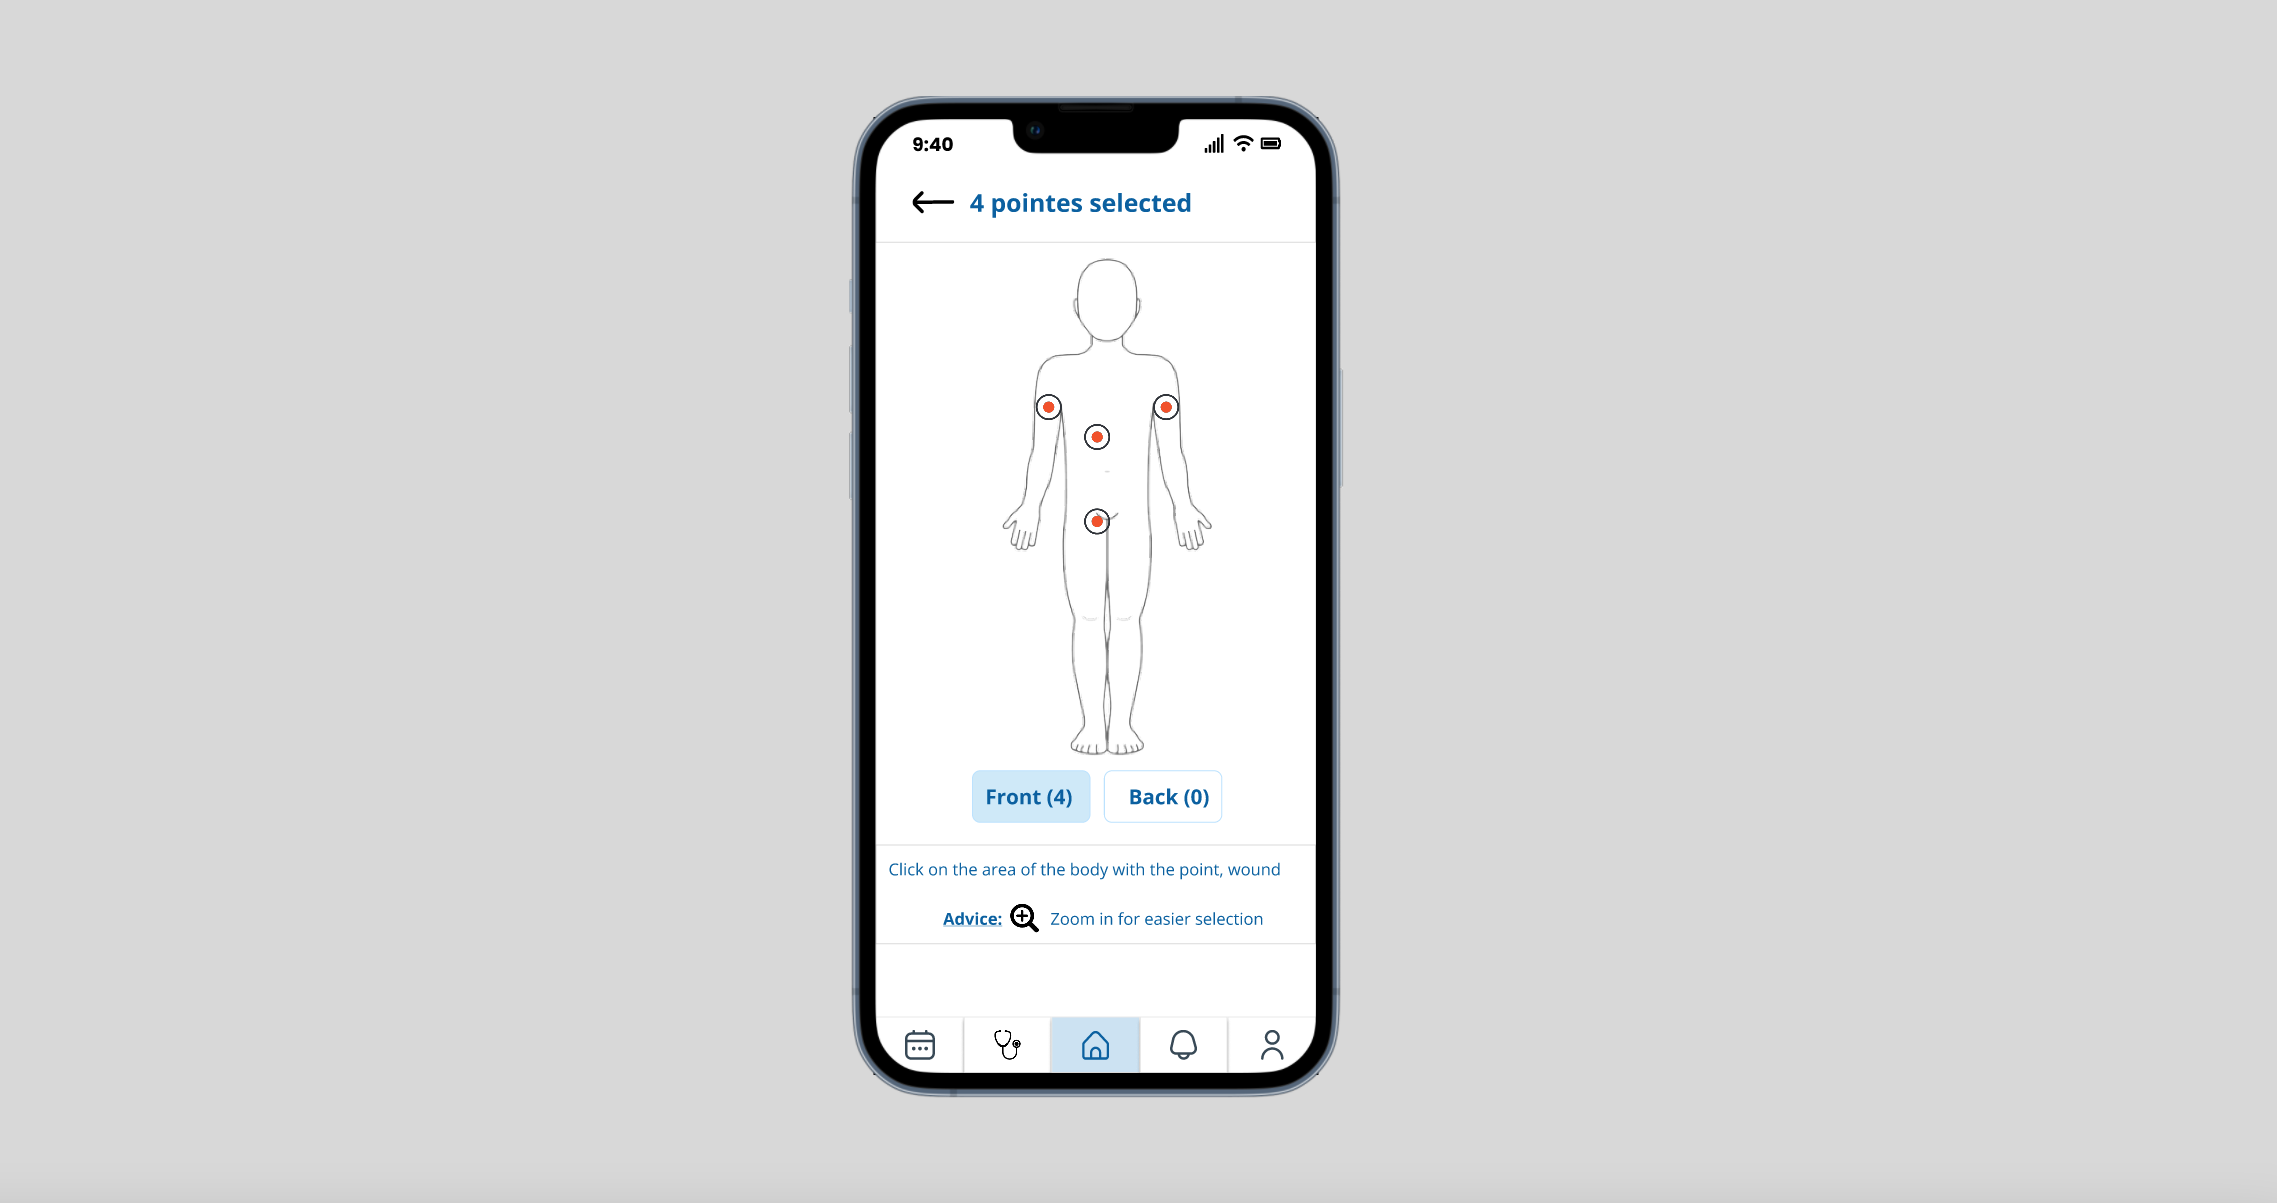 9:40
4 pointes selected
Front (4) Back (0)
Click on the area of the body with the point, wound
Advice: Zoom in for easier selection